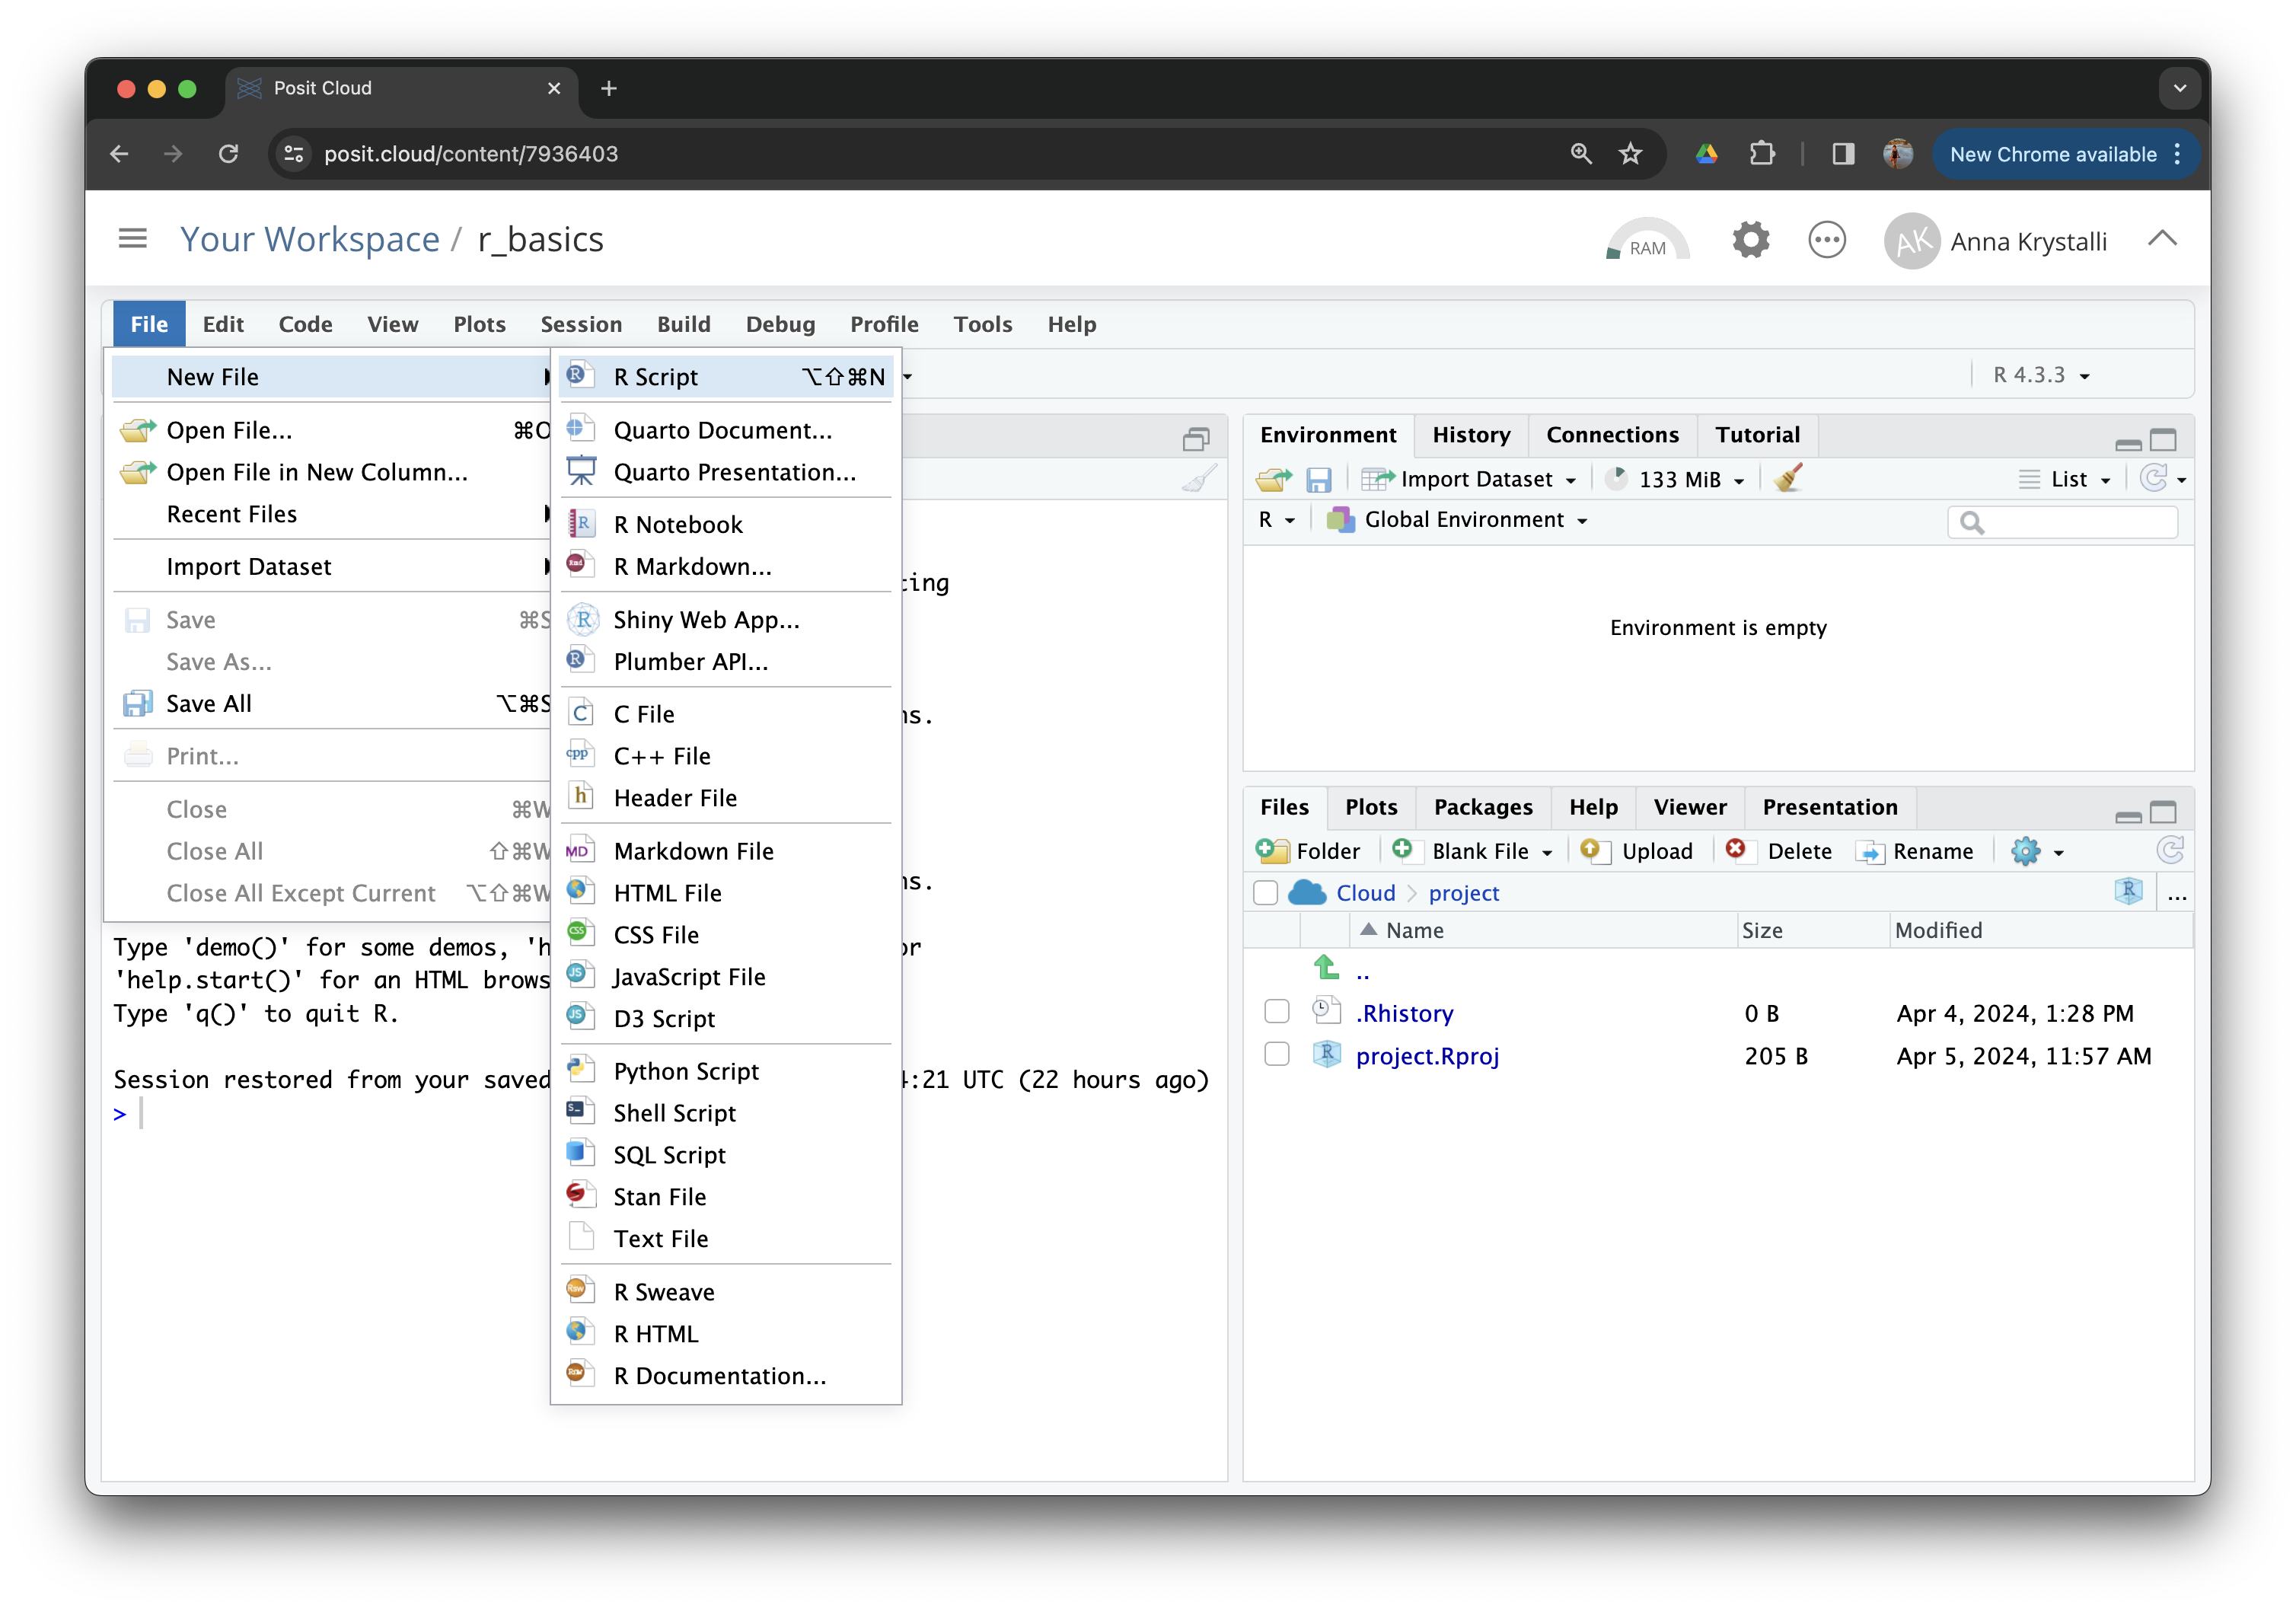 Posit Cloud
posit.cloud/content/7936403
New Chrome available
Your Workspace / r_basics
RAM
AK
Anna Krystalli
File Edit Code View Plots Session Build Debug Profile Tools Help
R 4.3.3
New File
Open File... ⌘O
Open File in New Column...
Recent Files
Import Dataset
Save ⌘S
Save As...
Save All ⌥⌘S
Print...
Close ⌘W
Close All ⇧⌘W
Close All Except Current ⌥⇧⌘W
R Script ⌥⇧⌘N
Quarto Document...
Quarto Presentation...
R Notebook
R Markdown...
Shiny Web App...
Plumber API...
C File
C++ File
Header File
Markdown File
HTML File
CSS File
JavaScript File
D3 Script
Python Script
Shell Script
SQL Script
Stan File
Text File
R Sweave
R HTML
R Documentation...
Type 'demo()' for some demos, 'h
'help.start()' for an HTML brows
Type 'q()' to quit R.
Session restored from your saved 4:21 UTC (22 hours ago)
>
Environment History Connections Tutorial
Import Dataset 133 MiB List
R Global Environment
Environment is empty
Files Plots Packages Help Viewer Presentation
Folder Blank File Upload Delete Rename
Cloud project ...
Name Size Modified
..
.Rhistory 0 B Apr 4, 2024, 1:28 PM
project.Rproj 205 B Apr 5, 2024, 11:57 AM